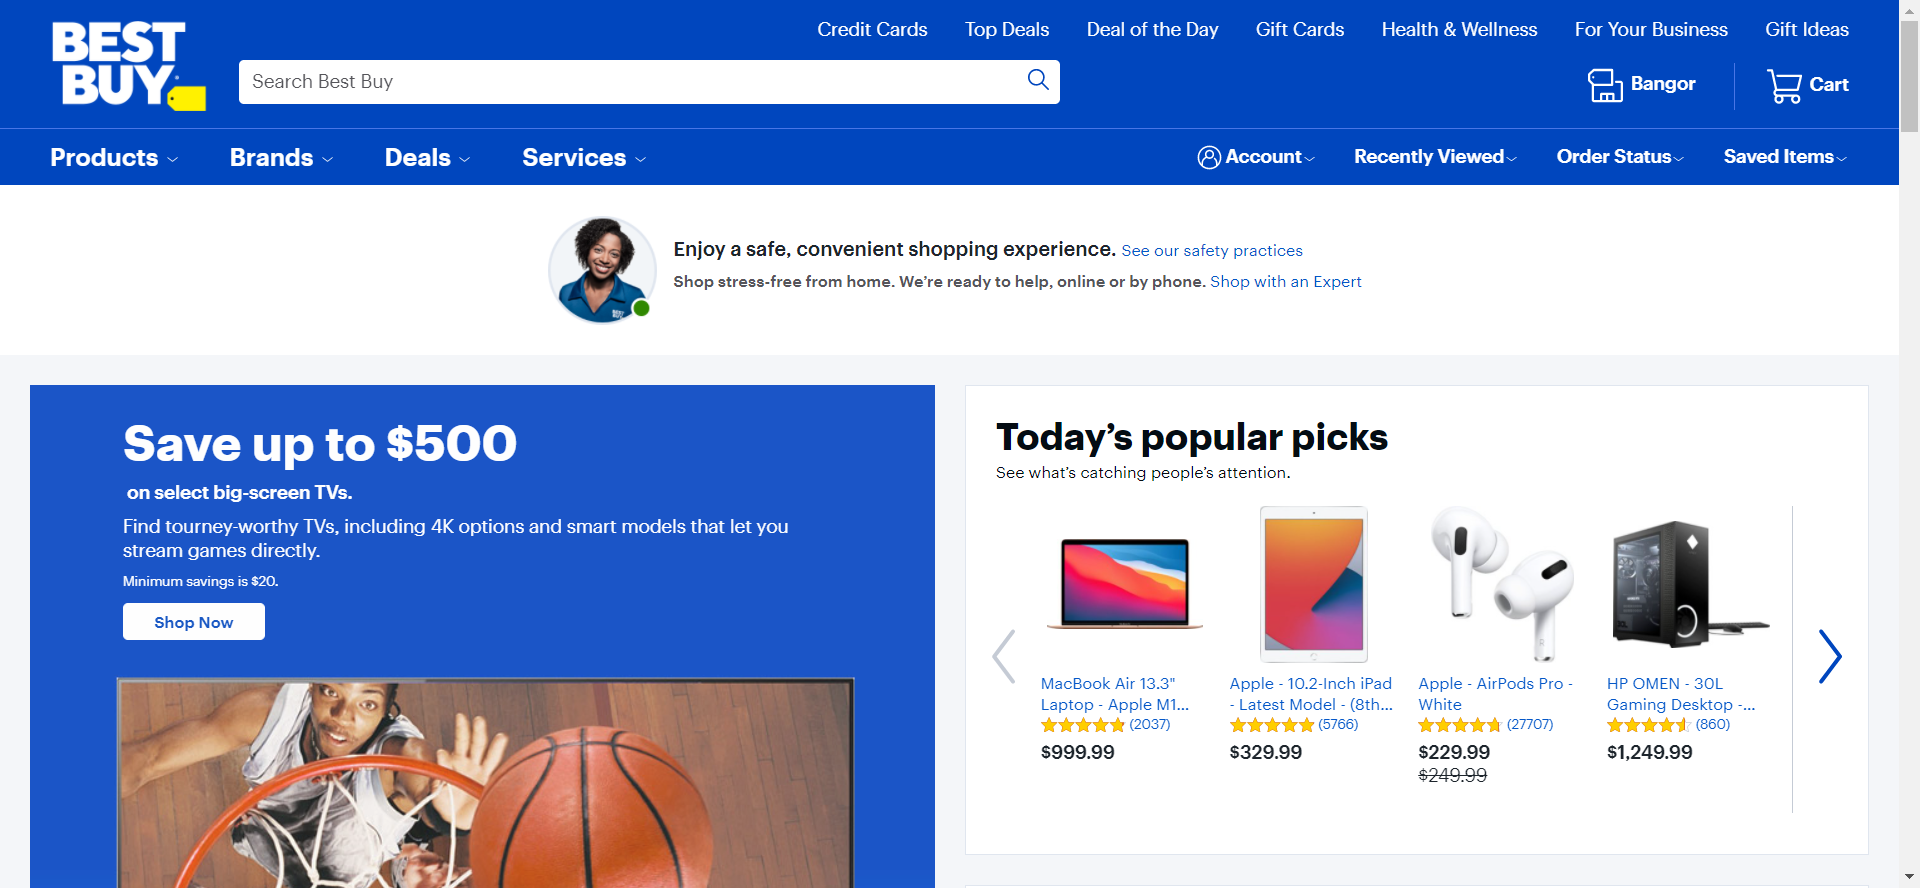 BEST
BUY
Credit Cards
Top Deals
Deal of the Day
Gift Cards
Health & Wellness
For Your Business
Gift Ideas
Search Best Buy
Bangor
Cart
Products
Brands
Deals
Services
Account
Recently Viewed
Order Status
Saved Items
Enjoy a safe, convenient shopping experience. See our safety practices
Shop stress-free from home. We’re ready to help, online or by phone. Shop with an Expert
Save up to $500
on select big-screen TVs.
Find tourney-worthy TVs, including 4K options and smart models that let you
stream games directly.
Minimum savings is $20.
Shop Now
Today’s popular picks
See what’s catching people’s attention.
MacBook Air 13.3"
Laptop - Apple M1...
(2037)
$999.99
Apple - 10.2-Inch iPad
- Latest Model - (8th...
(5766)
$329.99
Apple - AirPods Pro -
White
(27707)
$229.99
$249.99
HP OMEN - 30L
Gaming Desktop -...
(860)
$1,249.99